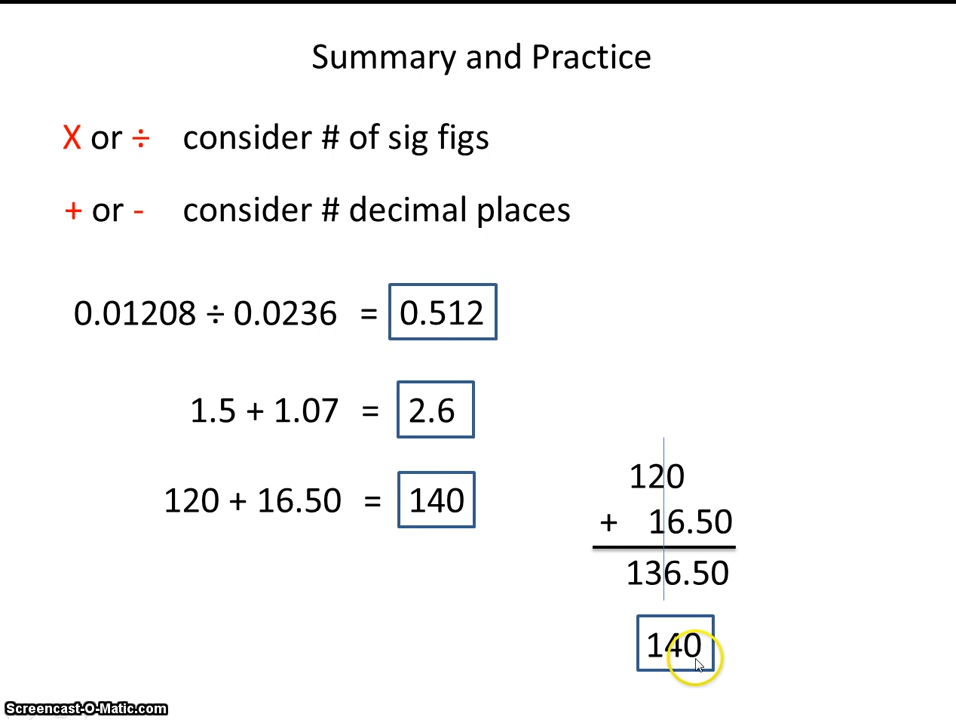 Summary and Practice
X or ÷ consider # of sig figs
+ or - consider # decimal places
0.01208 ÷ 0.0236 = 0.512
1.5 + 1.07 = 2.6
120 + 16.50 = 140
120
+ 16.50
136.50
140
Screencast-O-Matic.com